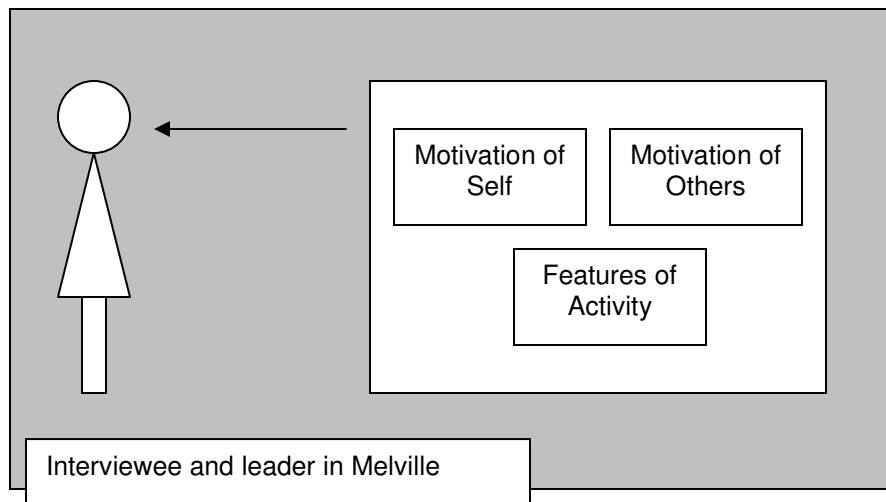 Motivation of
Self
Motivation of
Others
Features of
Activity
Interviewee and leader in Melville